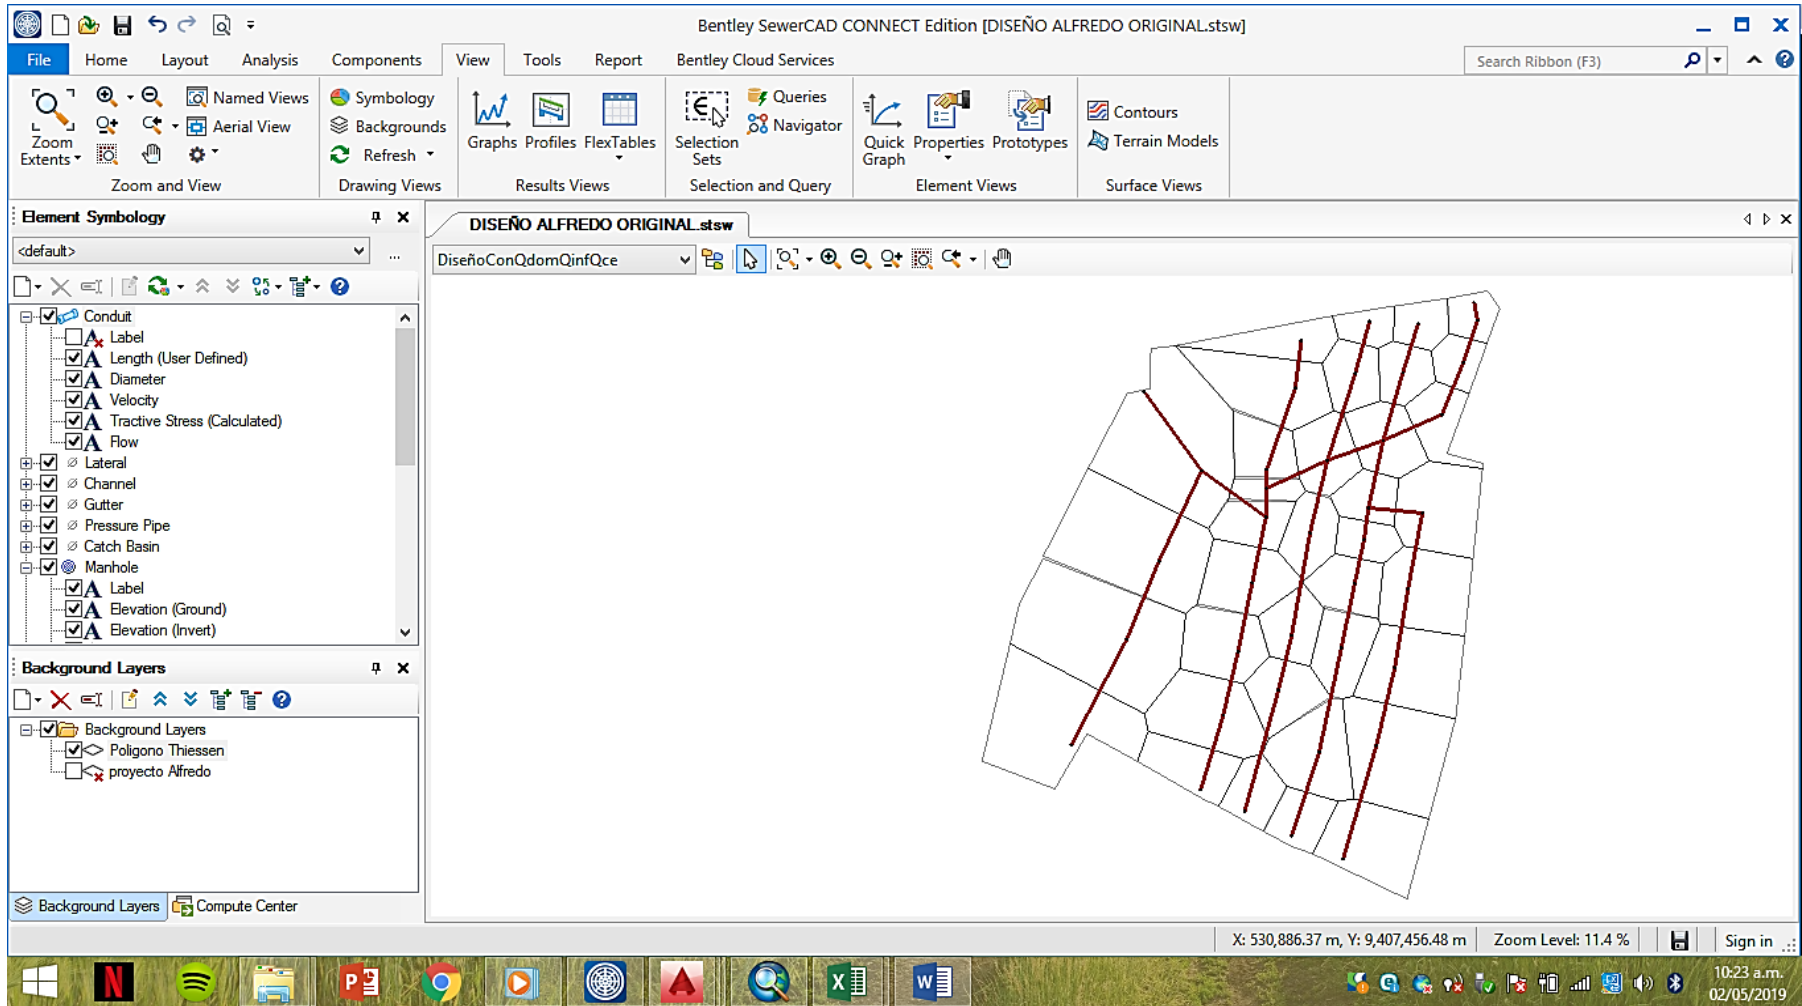 Bentley SewerCAD CONNECT Edition [DISEÑO ALFREDO ORIGINAL.stsw]
File Home Layout Analysis Components View Tools Report Bentley Cloud Services Search Ribbon (F3)
Zoom Extents
Named Views
Aerial View
Zoom and View
Symbology
Backgrounds
Refresh
Drawing Views
Graphs Profiles FlexTables
Results Views
Selection Sets
Queries
Navigator
Selection and Query
Quick Graph
Properties Prototypes
Element Views
Contours
Terrain Models
Surface Views
Element Symbology
<default>
...
Conduit
Label
Length (User Defined)
Diameter
Velocity
Tractive Stress (Calculated)
Flow
Lateral
Channel
Gutter
Pressure Pipe
Catch Basin
Manhole
Label
Elevation (Ground)
Elevation (Invert)
Background Layers
Background Layers
Poligono Thiessen
proyecto Alfredo
Background Layers Compute Center
DISEÑO ALFREDO ORIGINAL.stsw
DiseñoConQdomQinfQce
X: 530,886.37 m, Y: 9,407,456.48 m Zoom Level: 11.4 % Sign in
10:23 a.m.
02/05/2019